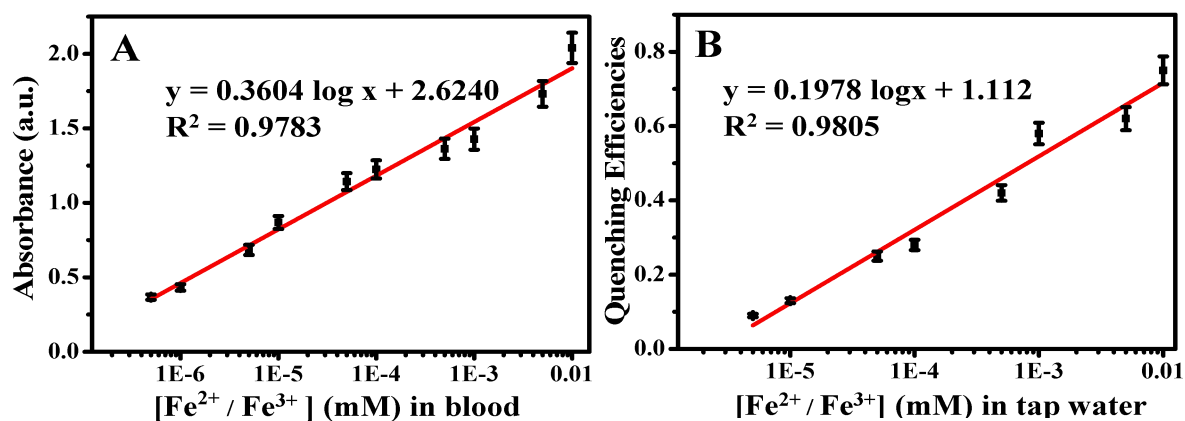 A
y = 0.3604 log x + 2.6240
R² = 0.9783
Absorbance (a.u.)
2.0
1.5
1.0
0.5
0.0
1E-6 1E-5 1E-4 1E-3 0.01
[Fe²⁺ / Fe³⁺ ] (mM) in blood
B
y = 0.1978 logx + 1.112
R² = 0.9805
Quenching Efficiencies
0.8
0.6
0.4
0.2
0.0
1E-5 1E-4 1E-3 0.01
[Fe²⁺ / Fe³⁺] (mM) in tap water